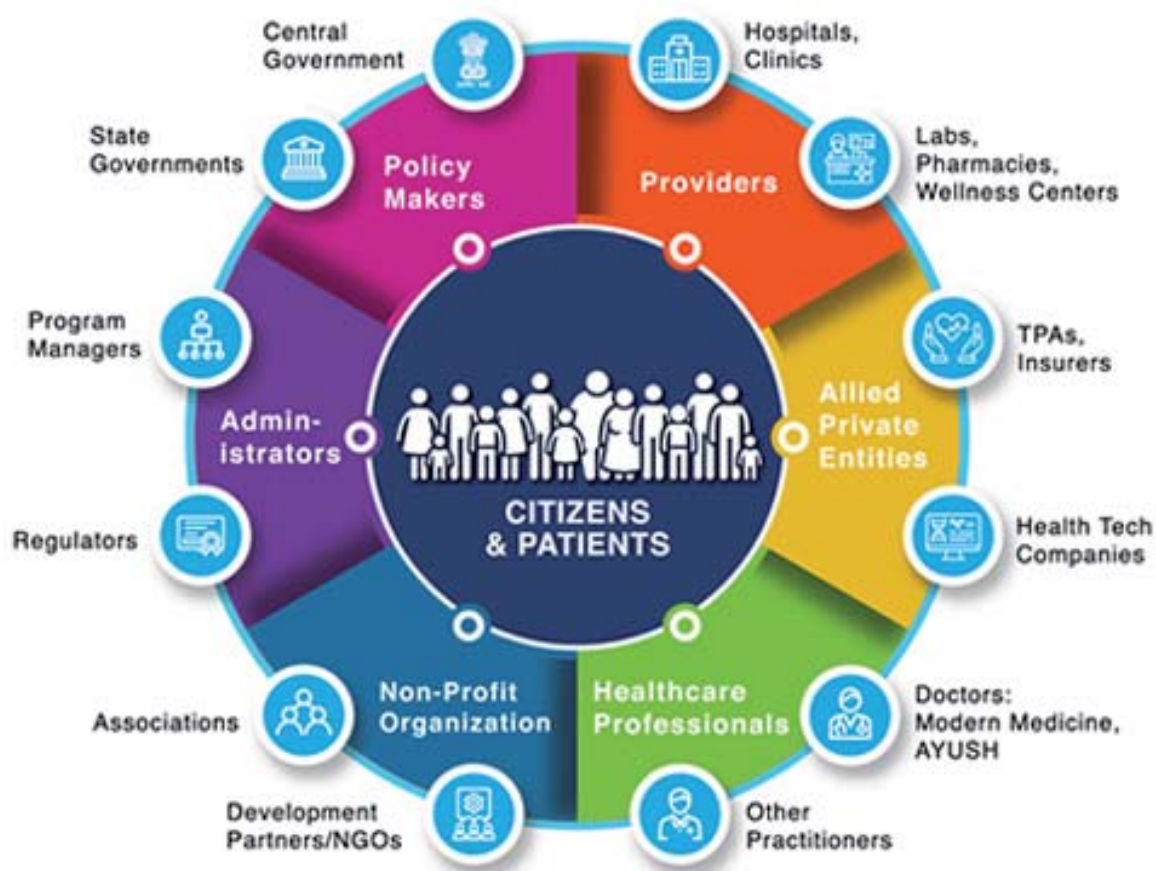 Central
Government
Hospitals,
Clinics
State
Governments
Labs,
Pharmacies,
Wellness Centers
Policy
Makers
Providers
Program
Managers
TPAs,
Insurers
Admin-
istrators
Allied
Private
Entities
CITIZENS
& PATIENTS
Regulators
Health Tech
Companies
Non-Profit
Organization
Healthcare
Professionals
Associations
Doctors:
Modern Medicine,
AYUSH
Development
Partners/NGOs
Other
Practitioners